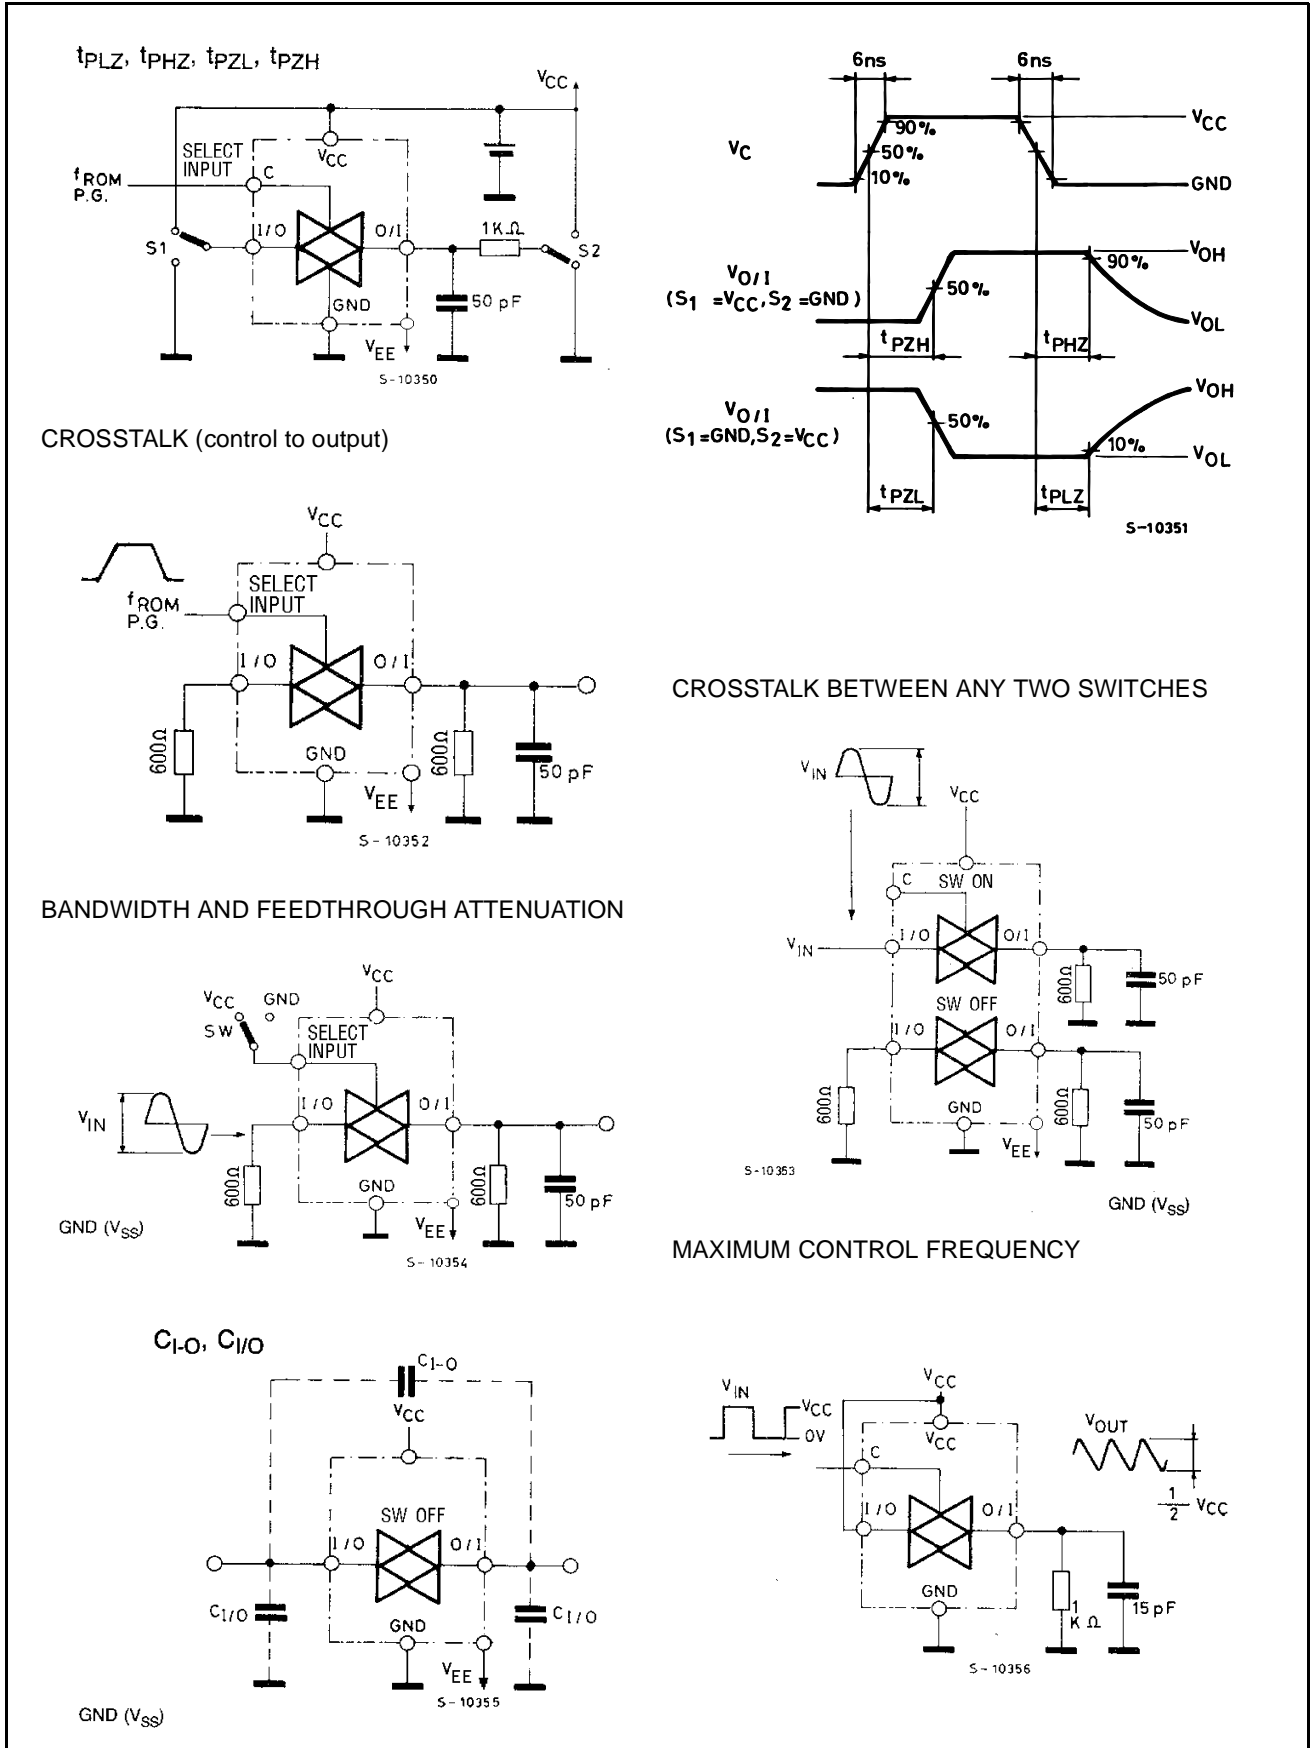 tPLZ, tPHZ, tPZL, tPZH
VCC
VCC
SELECT
INPUT
C
fROM
P.G.
I/O
O/I
1KΩ
S1
S2
GND
50 pF
VEE
S-10350
6ns
6ns
VC
90%
50%
10%
VCC
GND
VO/I
(S1 =VCC, S2 =GND)
50%
90%
VOH
VOL
tPZH
tPHZ
VO/I
(S1=GND, S2=VCC)
50%
10%
VOH
VOL
tPZL
tPLZ
S-10351
CROSSTALK (control to output)
VCC
SELECT
INPUT
fROM
P.G.
I/O
O/I
600Ω
GND
600Ω
50 pF
VEE
S-10352
CROSSTALK BETWEEN ANY TWO SWITCHES
VIN
VCC
C
SW ON
VIN
I/O
O/I
600Ω
50 pF
SW OFF
I/O
O/I
600Ω
GND
600Ω
50 pF
VEE
S-10353
GND (VSS)
BANDWIDTH AND FEEDTHROUGH ATTENUATION
VCC
VCC
GND
SW
SELECT
INPUT
VIN
I/O
O/I
600Ω
GND
600Ω
50 pF
VEE
GND (VSS)
S-10354
MAXIMUM CONTROL FREQUENCY
VIN
VCC
0V
VCC
VCC
C
VOUT
1/2 VCC
I/O
O/I
GND
1
KΩ
15pF
S-10356
CI-O, CI/O
CI-O
VCC
SW OFF
I/O
O/I
CI/O
GND
CI/O
VEE
S-10355
GND (VSS)